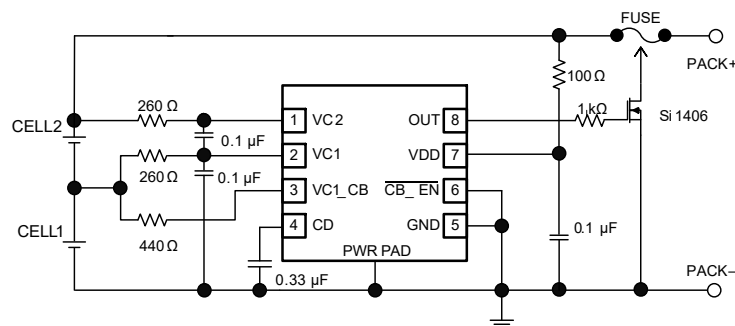 FUSE
PACK+
100 Ω
260 Ω
1 kΩ
Si 1406
CELL2
1 VC2
OUT 8
0.1 µF
2 VC1
VDD 7
260 Ω
0.1 µF
3 VC1_CB
CB_EN 6
CELL1
4 CD
GND 5
0.1 µF
440 Ω
PWR PAD
0.33 µF
PACK–